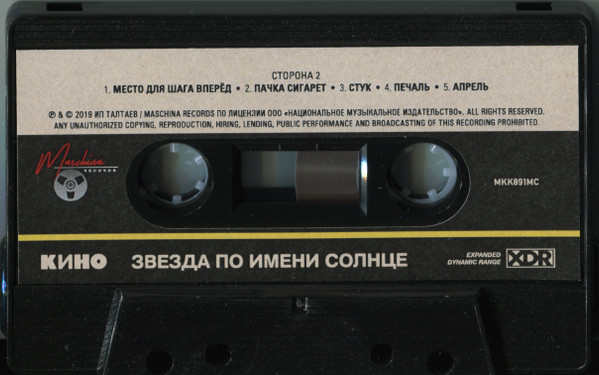 СТОРОНА 2
1. МЕСТО ДЛЯ ШАГА ВПЕРЁД • 2. ПАЧКА СИГАРЕТ • 3. СТУК • 4. ПЕЧАЛЬ • 5. АПРЕЛЬ
℗ & © 2019 ИП ТАЛТАЕВ / MASCHINA RECORDS ПО ЛИЦЕНЗИИ ООО «НАЦИОНАЛЬНОЕ МУЗЫКАЛЬНОЕ ИЗДАТЕЛЬСТВО». ALL RIGHTS RESERVED.
ANY UNAUTHORIZED COPYING, REPRODUCTION, HIRING, LENDING, PUBLIC PERFORMANCE AND BROADCASTING OF THIS RECORDING PROHIBITED.
Maschina
RECORDS
MKK891MC
КИНО ЗВЕЗДА ПО ИМЕНИ СОЛНЦЕ
EXPANDED
DYNAMIC RANGE
XDR